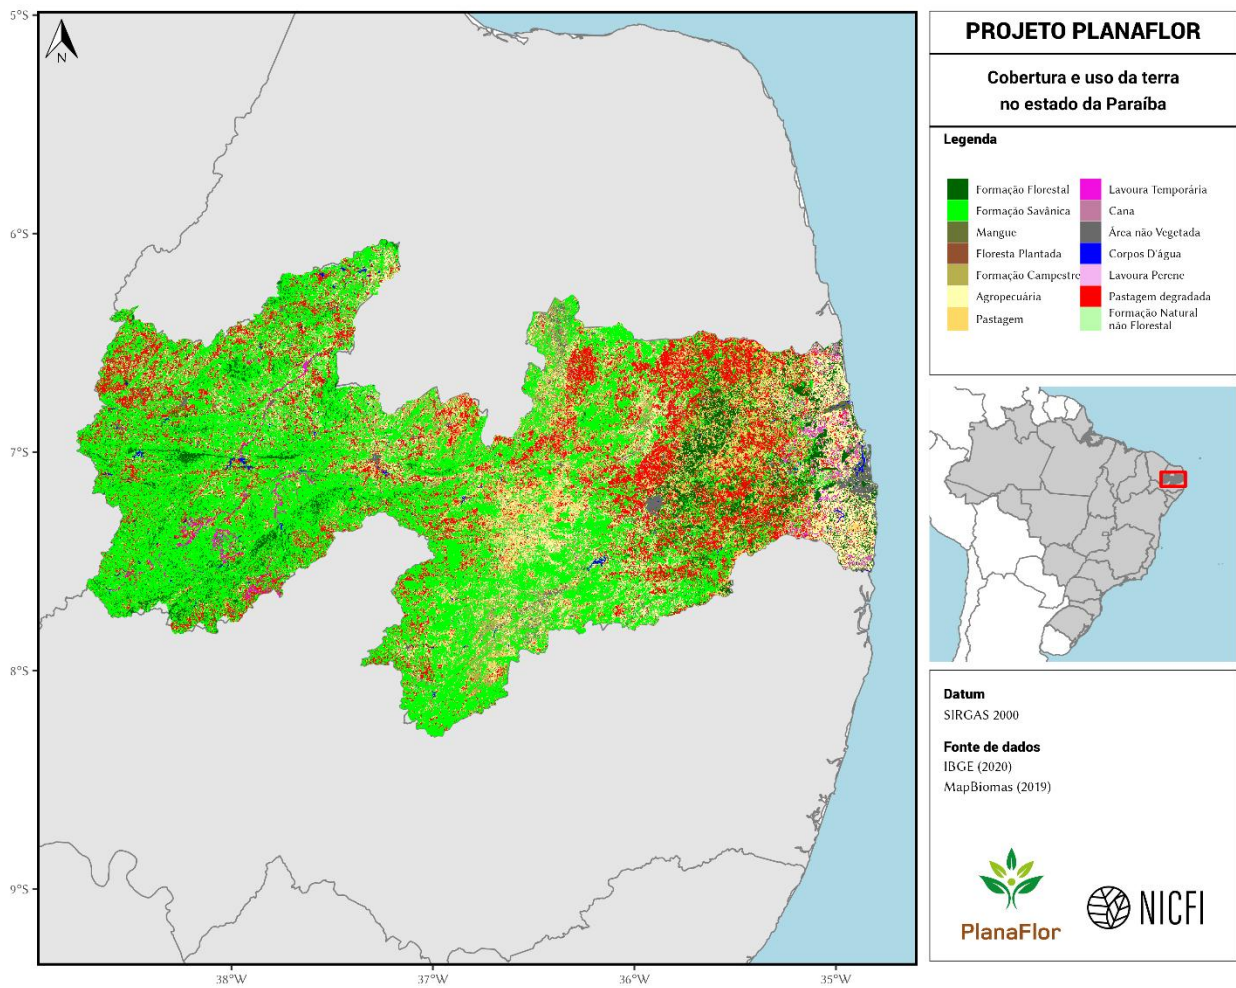 5°S
6°S
7°S
8°S
9°S
N
38°W
37°W
36°W
35°W
PROJETO PLANAFLOR
Cobertura e uso da terra
no estado da Paraíba
Legenda
Formação Florestal
Formação Savânica
Mangue
Floresta Plantada
Formação Campestre
Agropecuária
Pastagem
Lavoura Temporária
Cana
Área não Vegetada
Corpos D'água
Lavoura Perene
Pastagem degradada
Formação Natural
não Florestal
Datum
SIRGAS 2000
Fonte de dados
IBGE (2020)
MapBiomas (2019)
PlanaFlor
NICFI